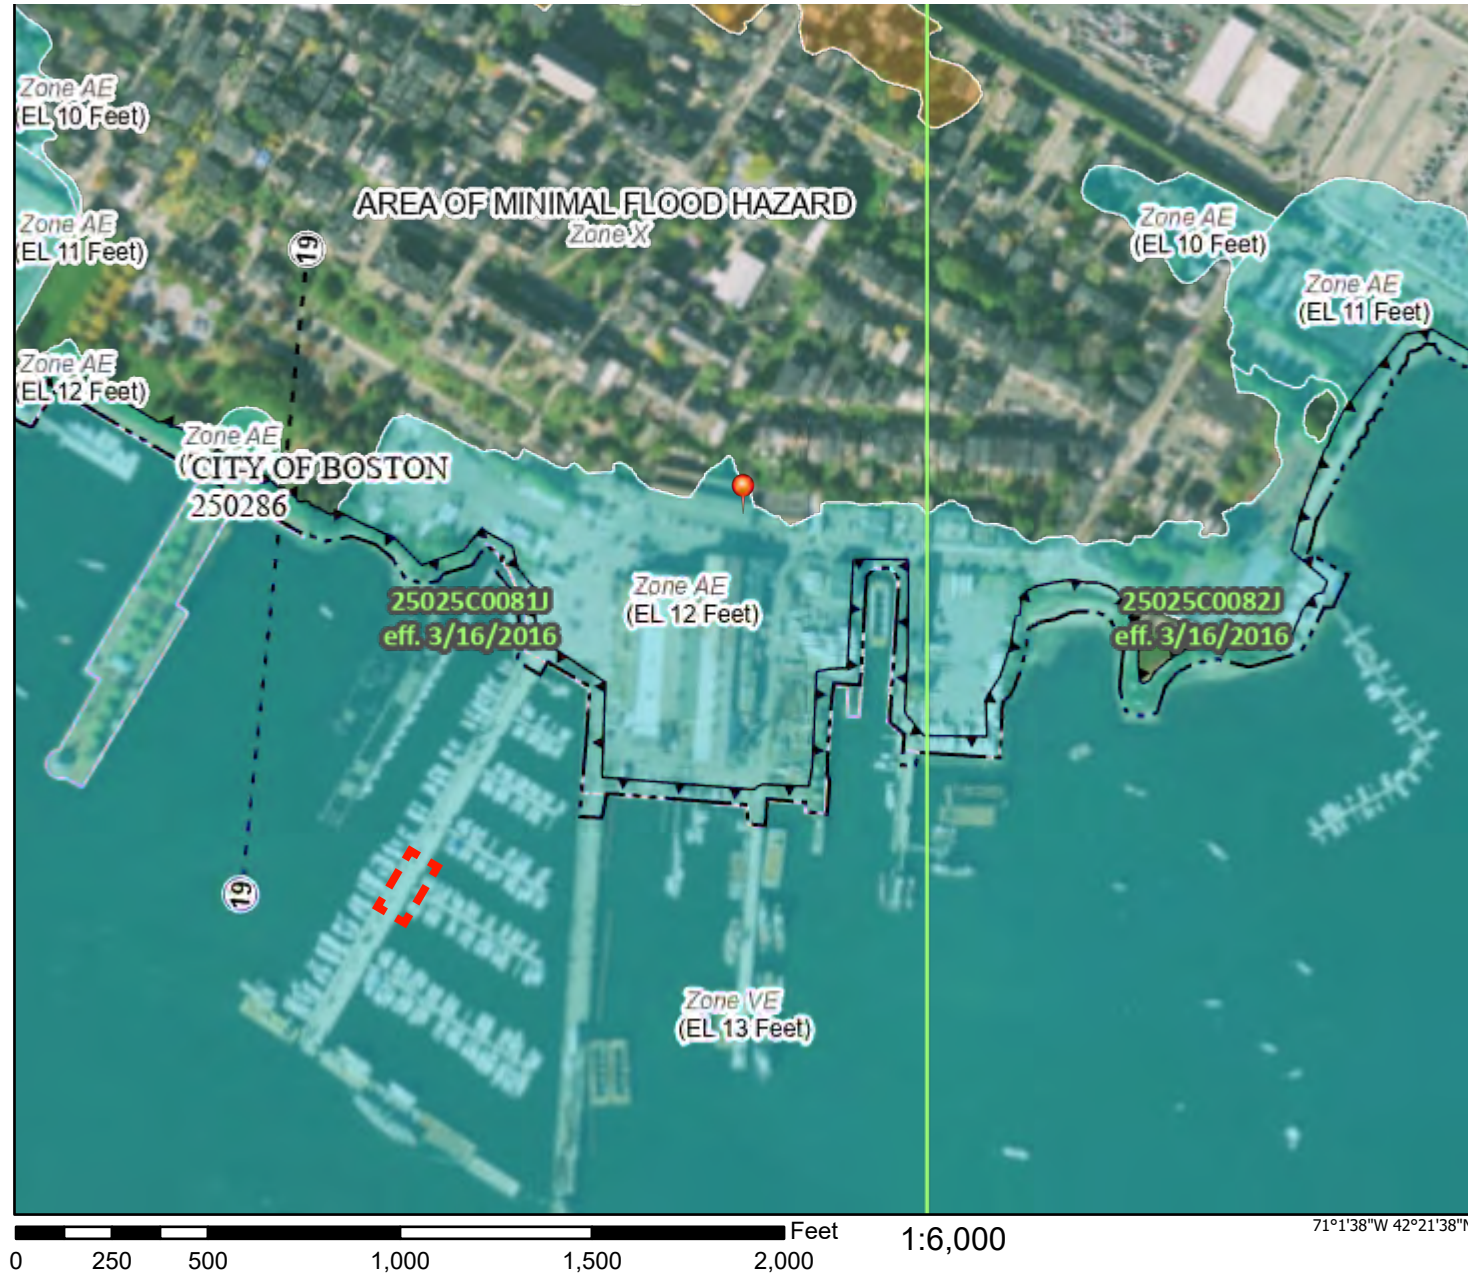 Zone AE
(EL 10 Feet)
AREA OF MINIMAL FLOOD HAZARD
Zone X
Zone AE
(EL 11 Feet)
19
Zone AE
(EL 10 Feet)
Zone AE
(EL 11 Feet)
Zone AE
(EL 12 Feet)
Zone AE
CITY OF BOSTON
250286
25025C0081J
eff. 3/16/2016
Zone AE
(EL 12 Feet)
25025C0082J
eff. 3/16/2016
19
Zone VE
(EL 13 Feet)
Feet
1:6,000
71°1'38"W 42°21'38"N
0 250 500 1,000 1,500 2,000